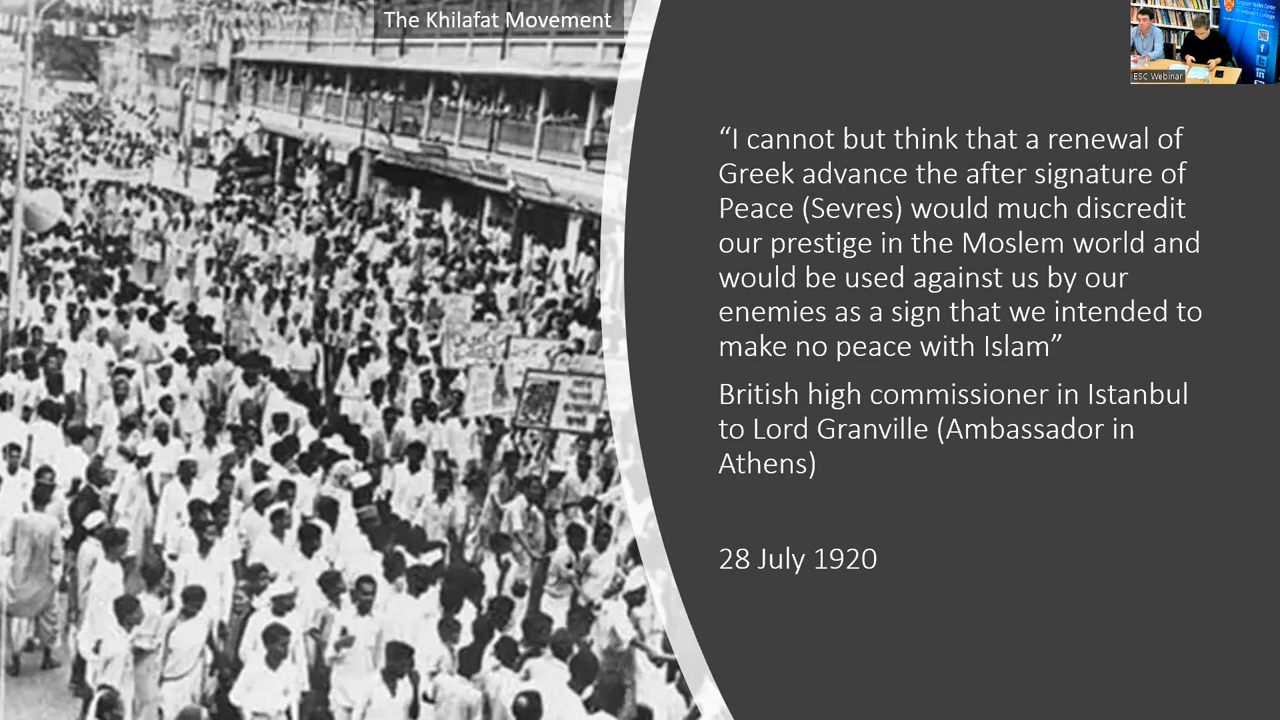 The Khilafat Movement
ESC Webinar
“I cannot but think that a renewal of
Greek advance the after signature of
Peace (Sevres) would much discredit
our prestige in the Moslem world and
would be used against us by our
enemies as a sign that we intended to
make no peace with Islam”
British high commissioner in Istanbul
to Lord Granville (Ambassador in
Athens)
28 July 1920